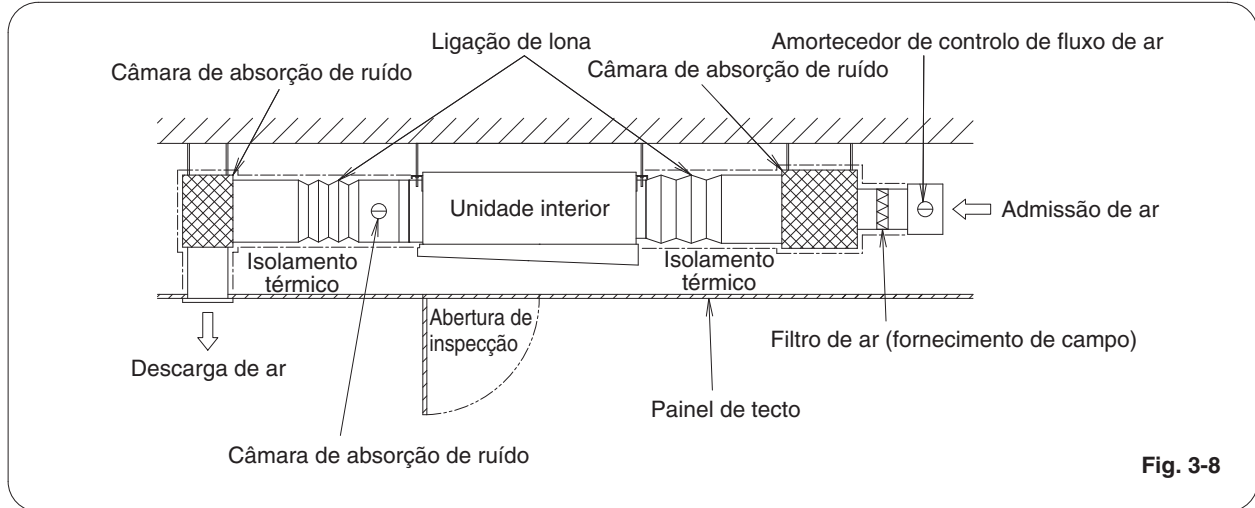 Ligação de lona
Amortecedor de controlo de fluxo de ar
Câmara de absorção de ruído
Câmara de absorção de ruído
Unidade interior
Admissão de ar
Isolamento
térmico
Isolamento
térmico
Abertura de
inspecção
Filtro de ar (fornecimento de campo)
Descarga de ar
Painel de tecto
Câmara de absorção de ruído
Fig. 3-8